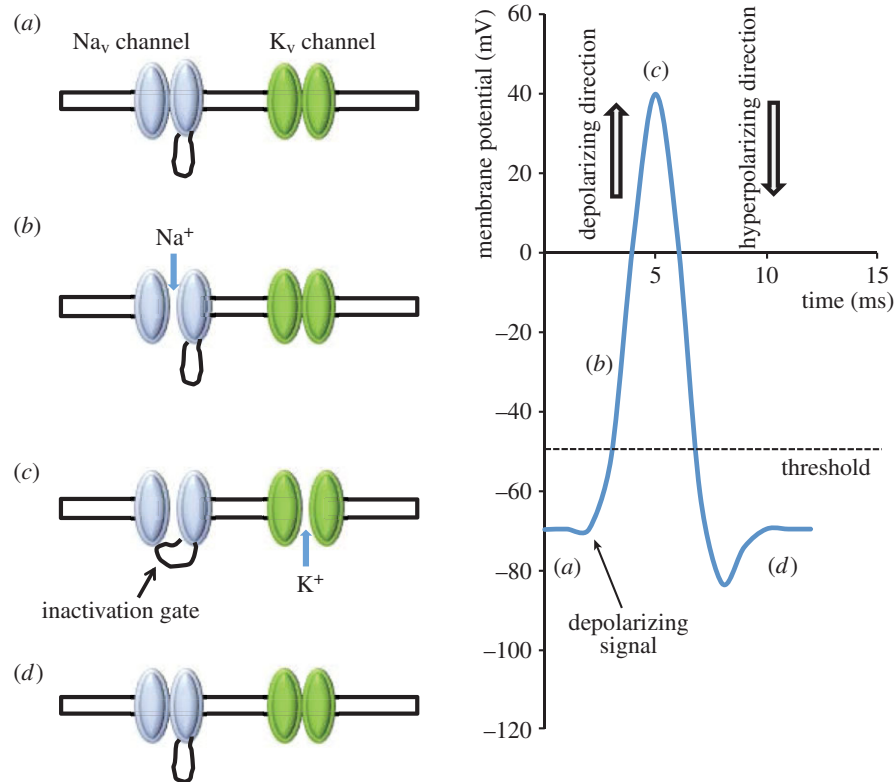 (a)
Naᵥ channel
Kᵥ channel
(b)
Na⁺
(c)
inactivation gate
K⁺
(d)
membrane potential (mV)
60
40
20
0
–20
–40
–60
–80
–100
–120
depolarizing direction
(c)
hyperpolarizing direction
5
10
15
time (ms)
(b)
threshold
(a)
(d)
depolarizing
signal